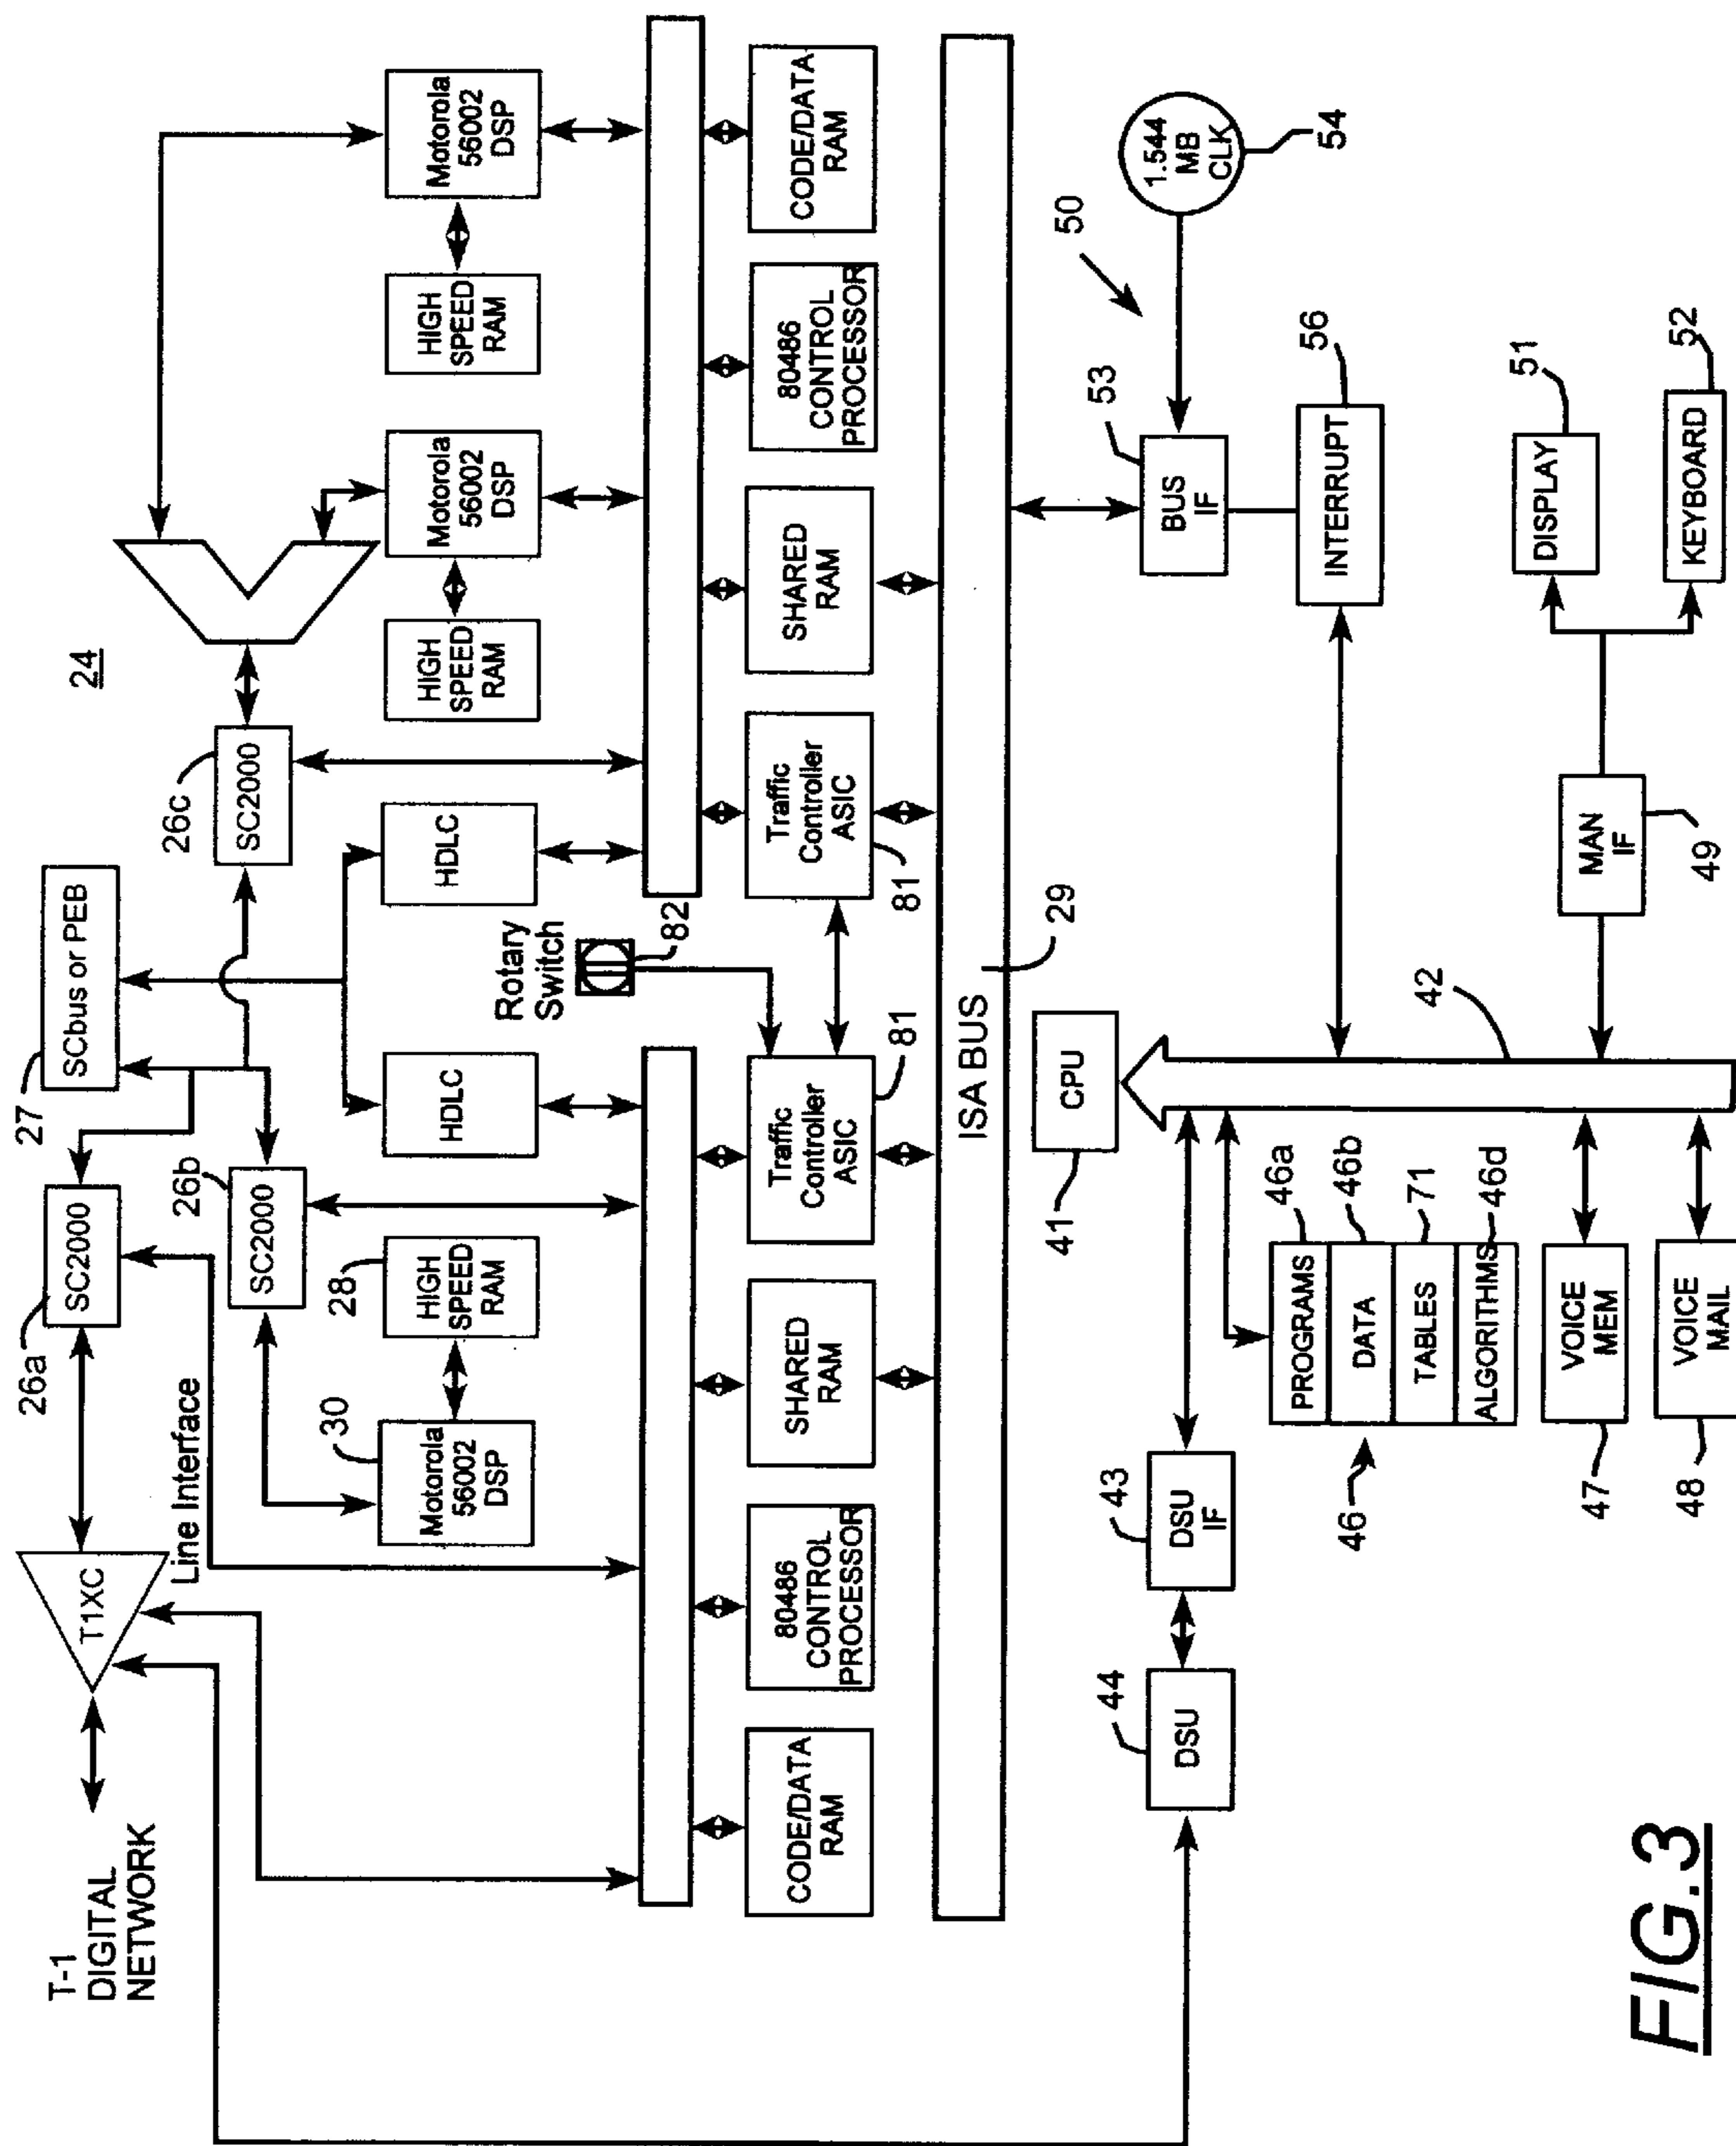 24
T-1
DIGITAL
NETWORK
T1XC
Line Interface
26a
SC2000
27
SCbus or PEB
26b
SC2000
26c
SC2000
30
Motorola
56002
DSP
28
HIGH
SPEED
RAM
HDLC
Rotary
Switch
82
HDLC
HIGH
SPEED
RAM
Motorola
56002
DSP
HIGH
SPEED
RAM
Motorola
56002
DSP
CODE/DATA
RAM
80486
CONTROL
PROCESSOR
SHARED
RAM
Traffic
Controller
ASIC
81
Traffic
Controller
ASIC
81
SHARED
RAM
80486
CONTROL
PROCESSOR
CODE/DATA
RAM
ISA BUS
29
44
DSU
43
DSU
IF
41
CPU
42
50
53
BUS
IF
1.544
MB
CLK
54
46
PROGRAMS
46a
DATA
46b
TABLES
71
ALGORITHMS
46d
INTERRUPT
56
47
VOICE
MEM
48
VOICE
MAIL
MAN
IF
49
DISPLAY
51
KEYBOARD
52
FIG.3